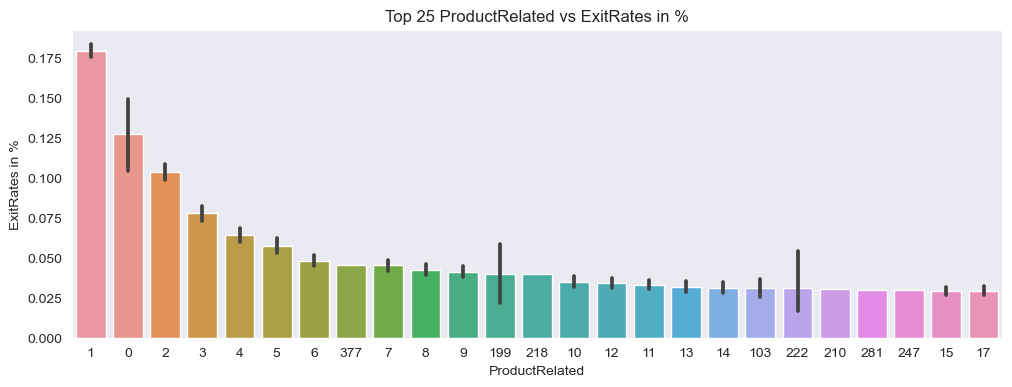 Top 25 ProductRelated vs ExitRates in %
ExitRates in %
0.175
0.150
0.125
0.100
0.075
0.050
0.025
0.000
1 0 2 3 4 5 6 377 7 8 9 199 218 10 12 11 13 14 103 222 210 281 247 15 17
ProductRelated